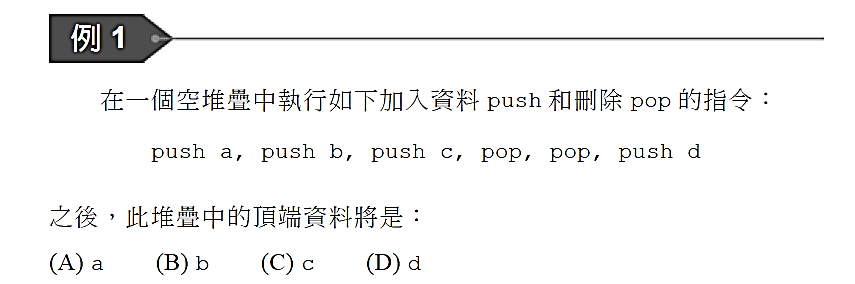 例 1
在一個空堆疊中執行如下加入資料 push 和刪除 pop 的指令：
push a, push b, push c, pop, pop, push d
之後，此堆疊中的頂端資料將是：
(A) a (B) b (C) c (D) d